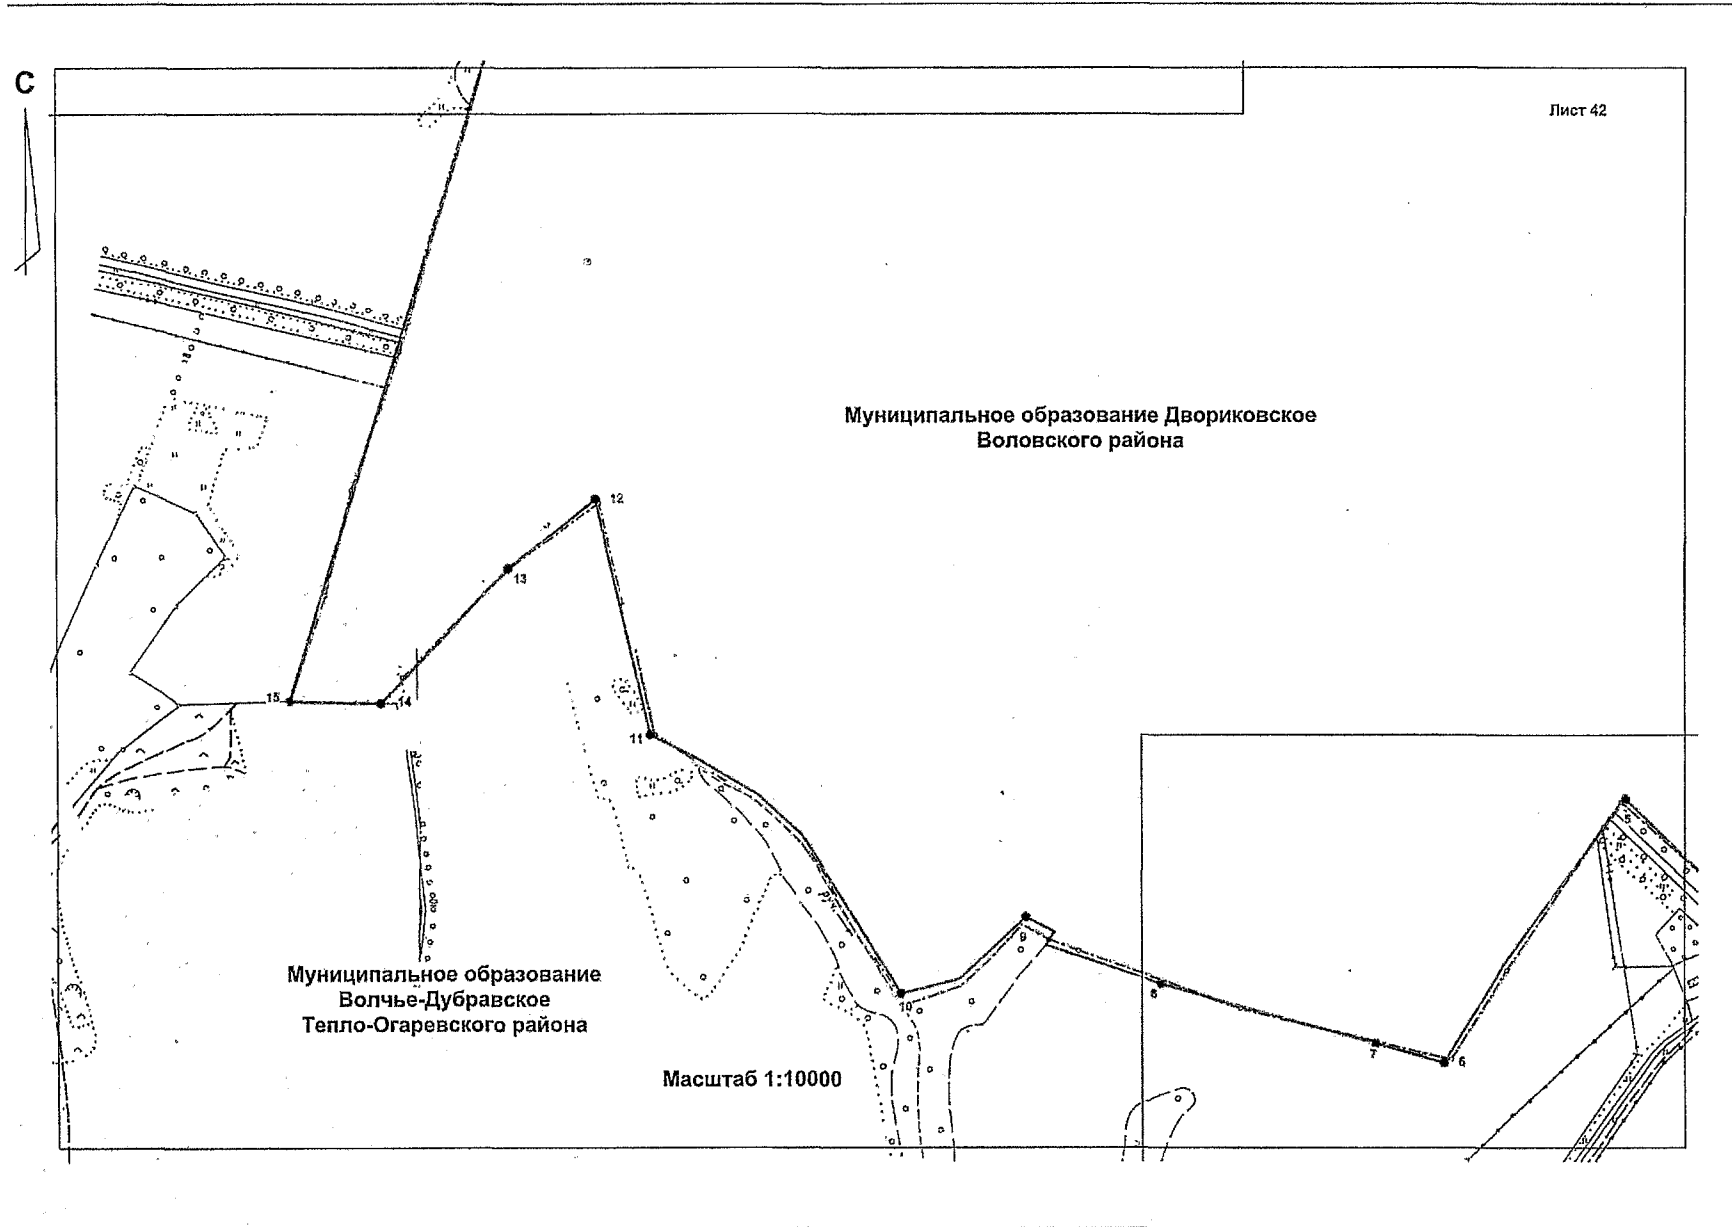 С
Лист 42
Муниципальное образование Двориковское
Воловского района
12
13
15
14
11
5
9
8
10
7
6
Муниципальное образование
Волчье-Дубравское
Тепло-Огаревского района
Масштаб 1:10000